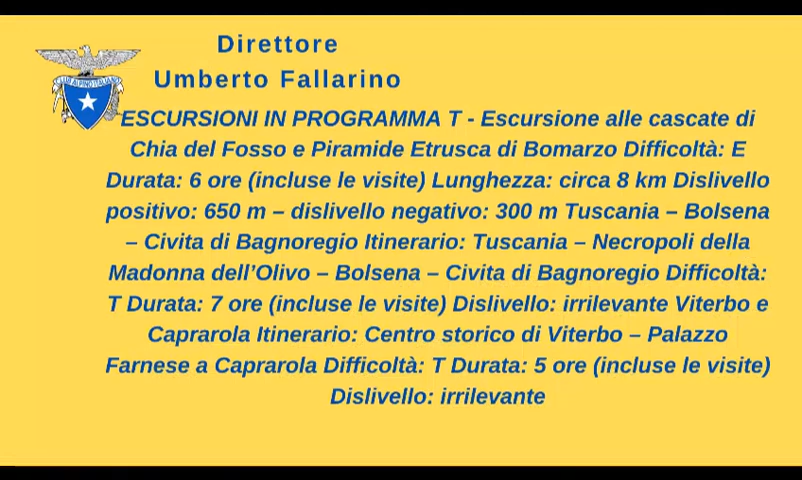 Direttore
Umberto Fallarino
CLUB ALPINO ITALIANO
ESCURSIONI IN PROGRAMMA T - Escursione alle cascate di
Chia del Fosso e Piramide Etrusca di Bomarzo Difficoltà: E
Durata: 6 ore (incluse le visite) Lunghezza: circa 8 km Dislivello
positivo: 650 m – dislivello negativo: 300 m Tuscania – Bolsena
– Civita di Bagnoregio Itinerario: Tuscania – Necropoli della
Madonna dell'Olivo – Bolsena – Civita di Bagnoregio Difficoltà:
T Durata: 7 ore (incluse le visite) Dislivello: irrilevante Viterbo e
Caprarola Itinerario: Centro storico di Viterbo – Palazzo
Farnese a Caprarola Difficoltà: T Durata: 5 ore (incluse le visite)
Dislivello: irrilevante